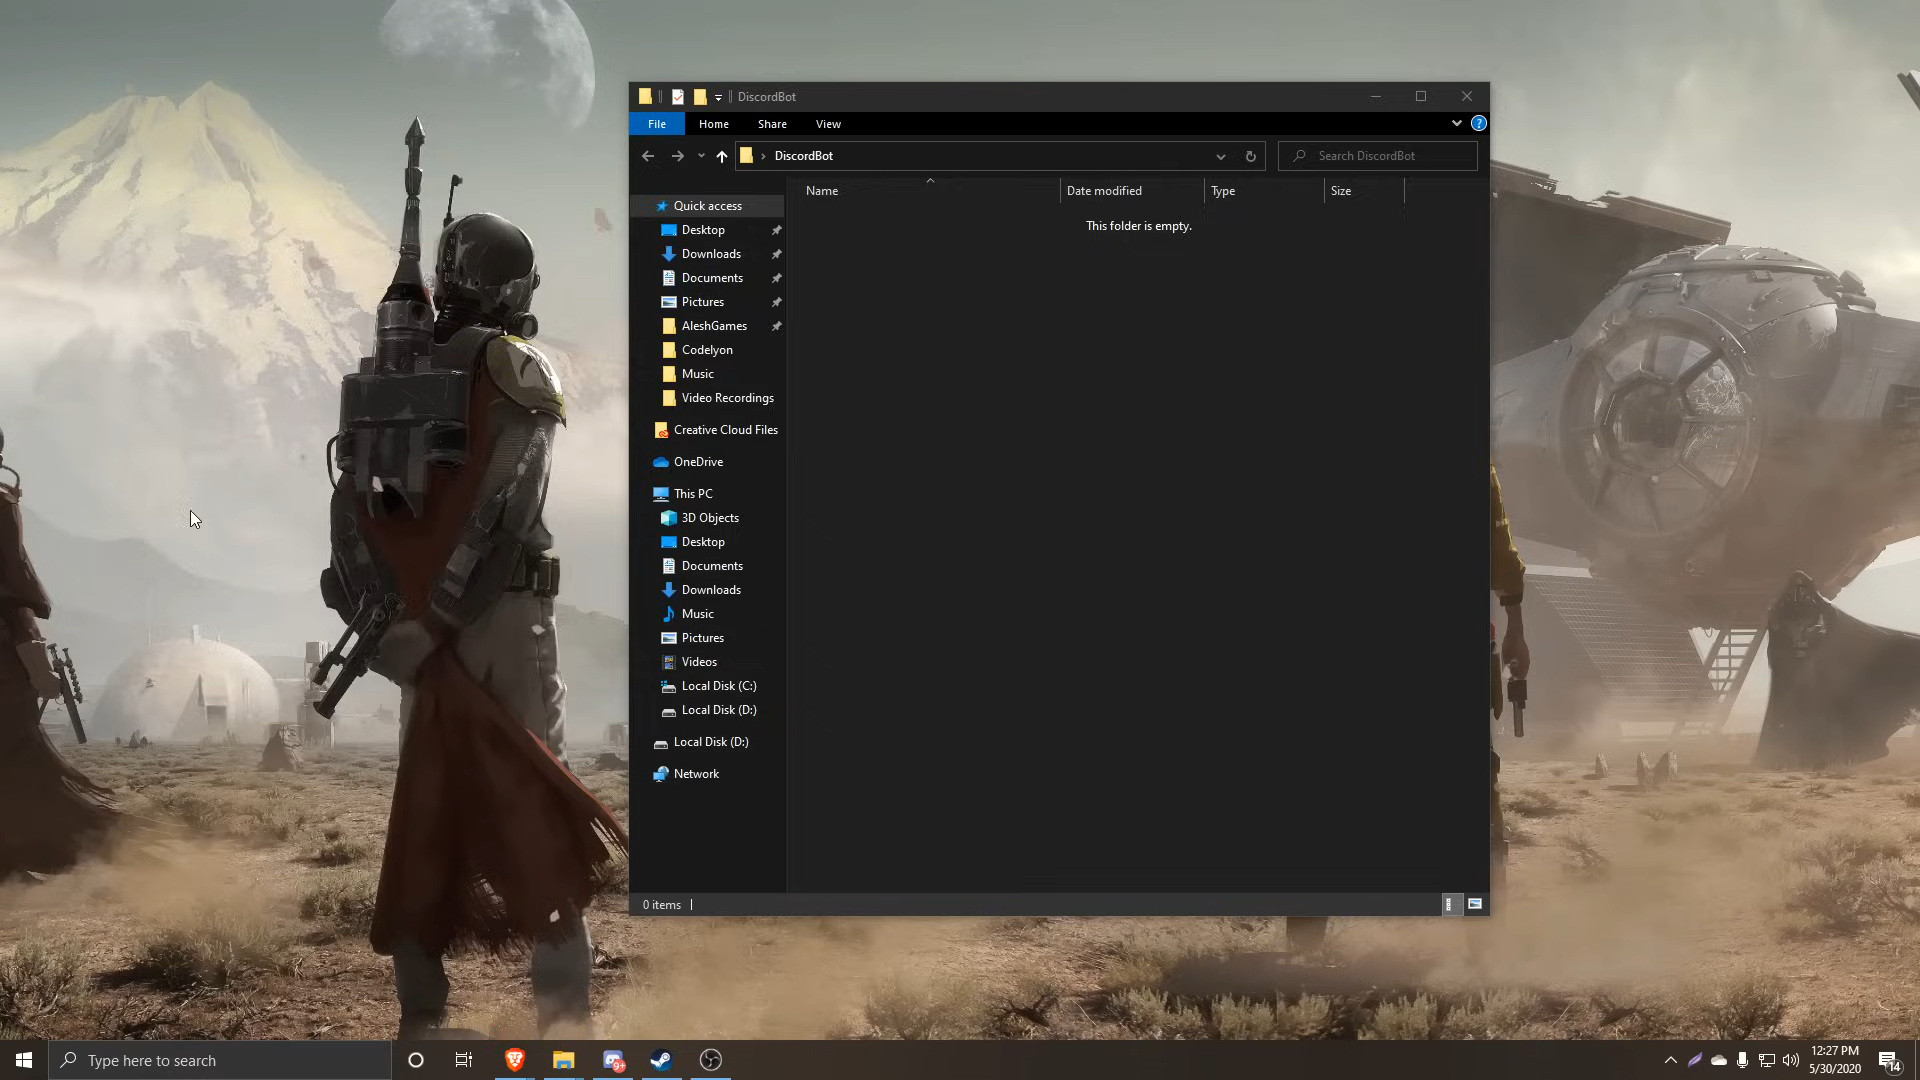 DiscordBot
File Home Share View
DiscordBot
Search DiscordBot
Name Date modified Type Size
This folder is empty.
Quick access
Desktop
Downloads
Documents
Pictures
AleshGames
Codelyon
Music
Video Recordings
Creative Cloud Files
OneDrive
This PC
3D Objects
Desktop
Documents
Downloads
Music
Pictures
Videos
Local Disk (C:)
Local Disk (D:)
Local Disk (D:)
Network
0 items
Type here to search
9+
12:27 PM
5/30/2020
14